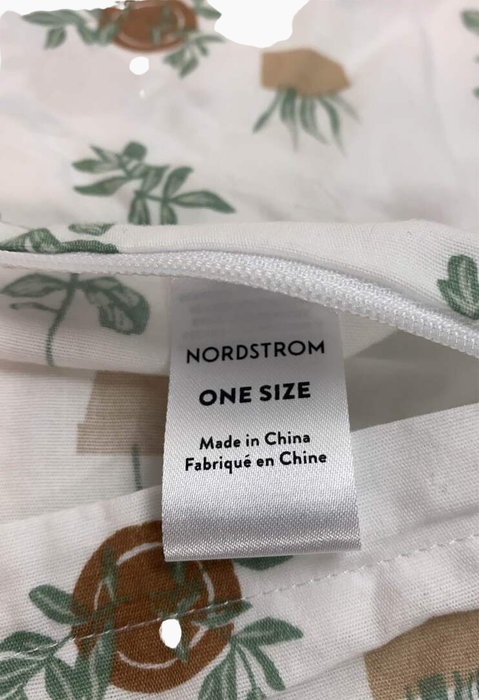 NORDSTROM
ONE SIZE
Made in China
Fabriqué en Chine